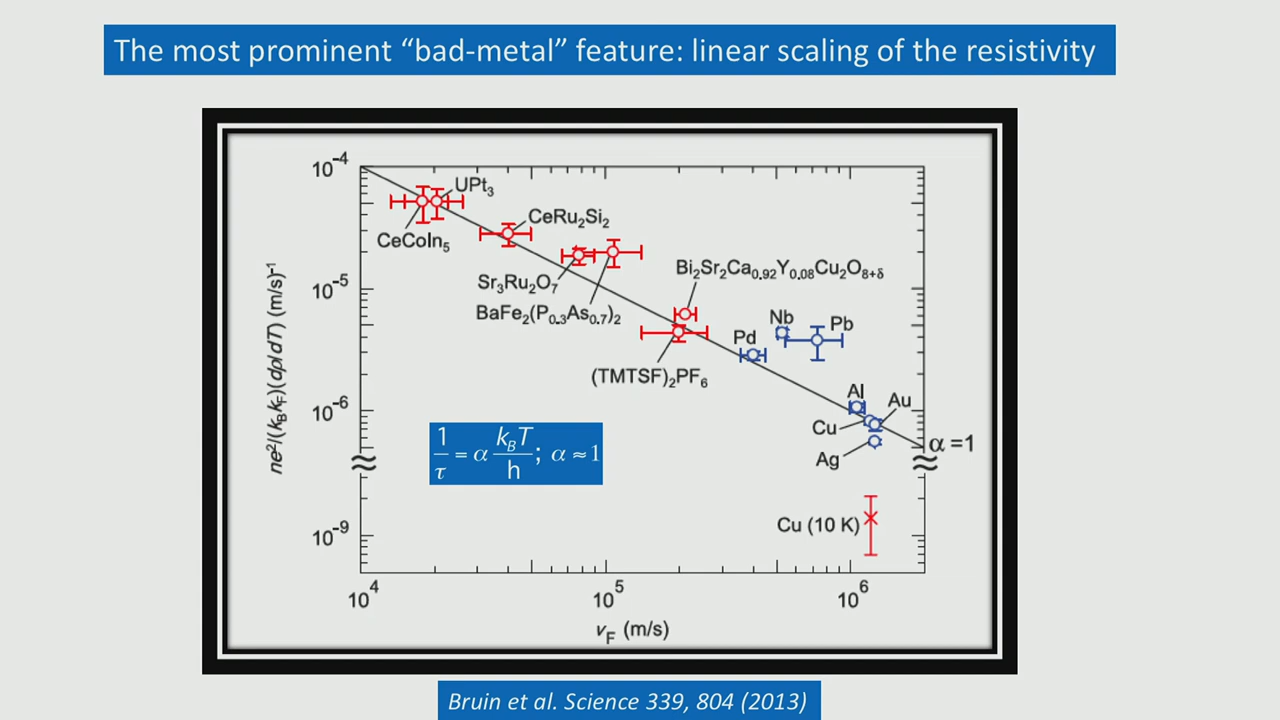 The most prominent “bad-metal” feature: linear scaling of the resistivity
10⁻⁴
10⁻⁵
10⁻⁶
10⁻⁹
ne²/(k_Bk_F)(dρ/dT) (m/s)⁻¹
UPt₃
CeCoIn₅
CeRu₂Si₂
Sr₃Ru₂O₇
BaFe₂(P₀.₃As₀.₇)₂
Bi₂Sr₂Ca₀.₉₂Y₀.₀₈Cu₂O₈₊δ
(TMTSF)₂PF₆
Pd
Nb
Pb
Al
Au
Cu
Ag
α =1
Cu (10 K)
1/τ = α k_BT/h; α ≈ 1
10⁴
10⁵
10⁶
v_F (m/s)
Bruin et al. Science 339, 804 (2013)